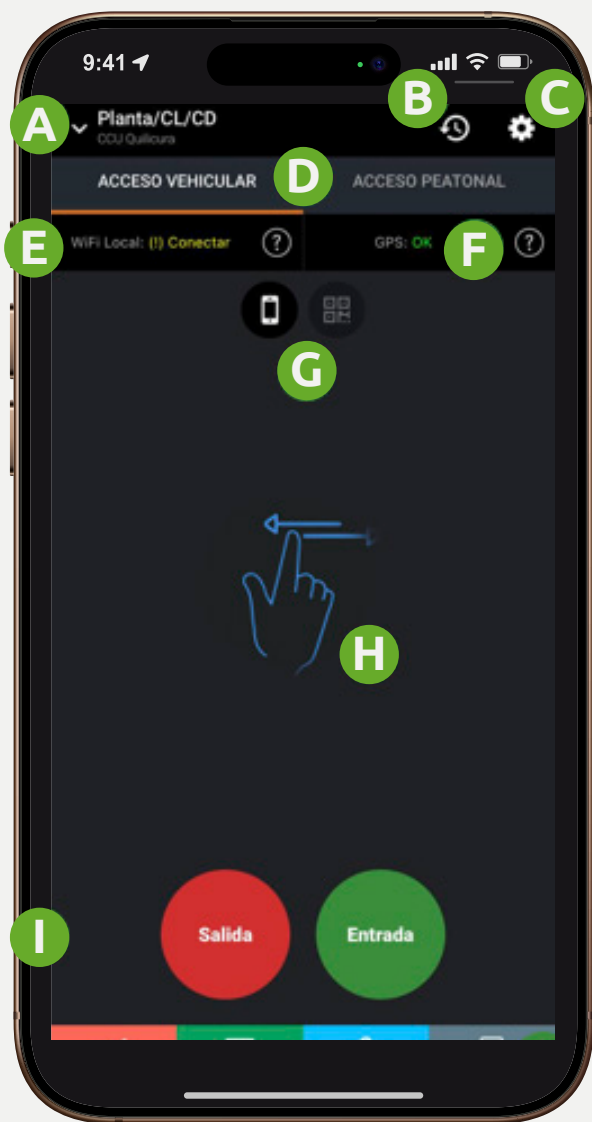 9:41
B
C
A
Planta/CL/CD
CCU Quilicura
ACCESO VEHICULAR
D
ACCESO PEATONAL
E
WiFi Local: (!) Conectar
?
GPS: OK
F
?
G
H
I
Salida
Entrada